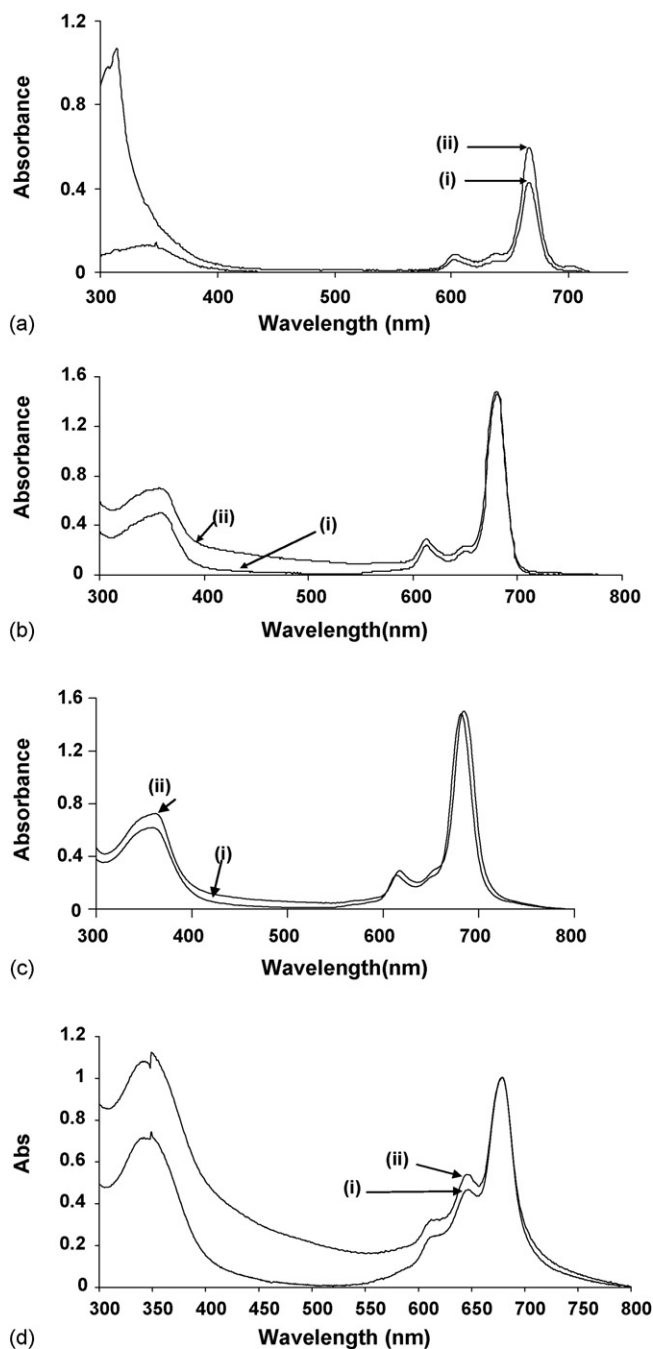 1.2
0.8
0.4
0
Absorbance
(ii)
(i)
300 400 500 600 700
Wavelength (nm)
(a)
1.6
1.2
0.8
0.4
0
Absorbance
(ii)
(i)
300 400 500 600 700 800
Wavelength(nm)
(b)
1.6
1.2
0.8
0.4
0
Absorbance
(ii)
(i)
300 400 500 600 700 800
Wavelength(nm)
(c)
1.2
1
0.8
0.6
0.4
0.2
0
Abs
(ii)
(i)
300 350 400 450 500 550 600 650 700 750 800
Wavelength (nm)
(d)